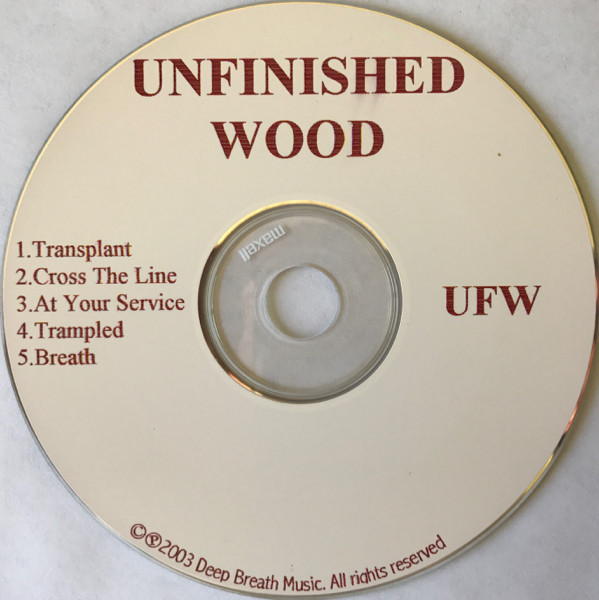 UNFINISHED
WOOD
maxell
1.Transplant
2.Cross The Line
3.At Your Service
4.Trampled
5.Breath
UFW
©®2003 Deep Breath Music. All rights reserved